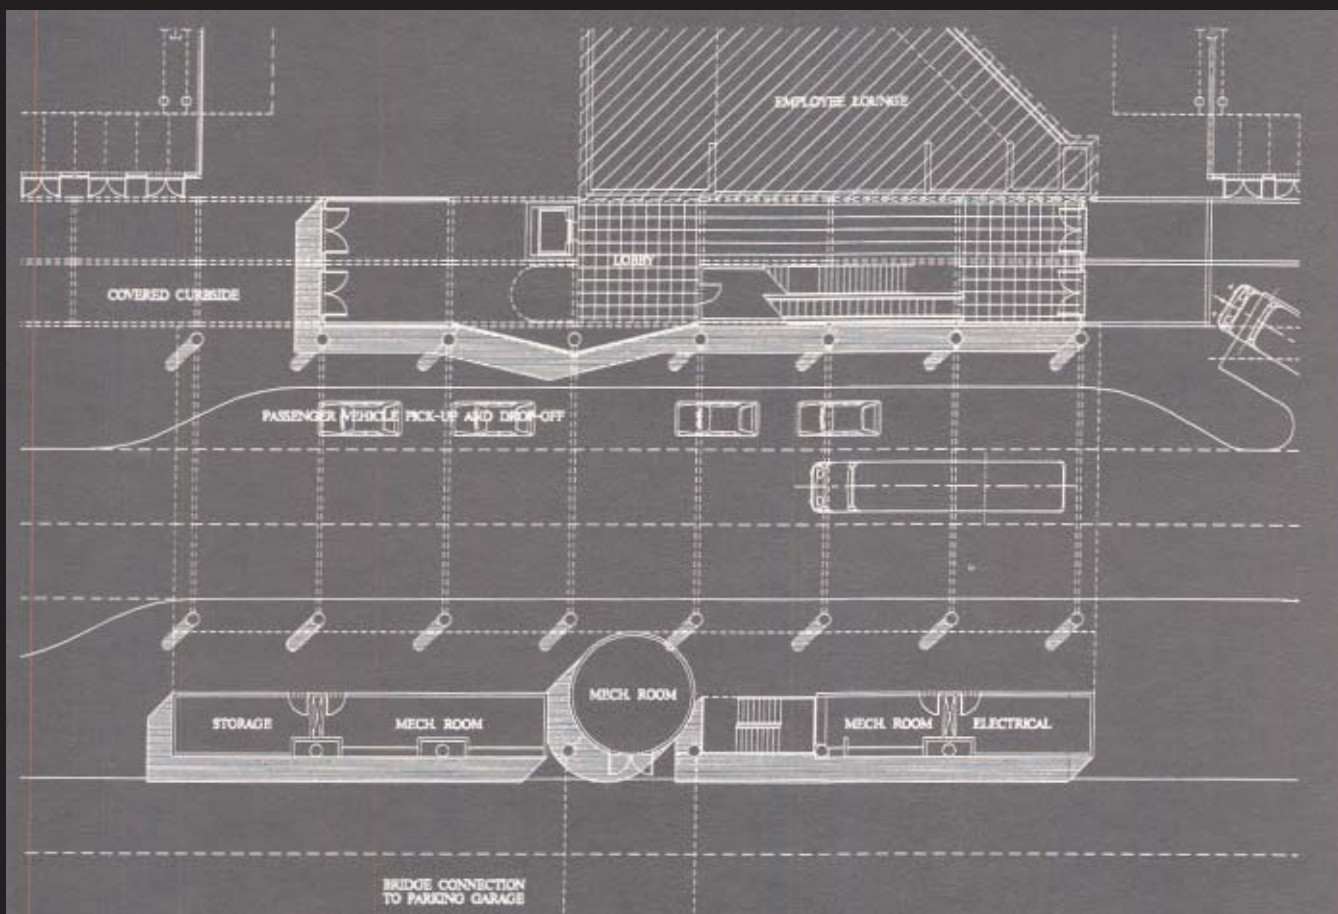 EMPLOYEE LOUNGE
LOBBY
COVERED CURBSIDE
PASSENGER VEHICLE PICK-UP AND DROP-OFF
MECH. ROOM
STORAGE
MECH. ROOM
MECH. ROOM
ELECTRICAL
BRIDGE CONNECTION
TO PARKING GARAGE